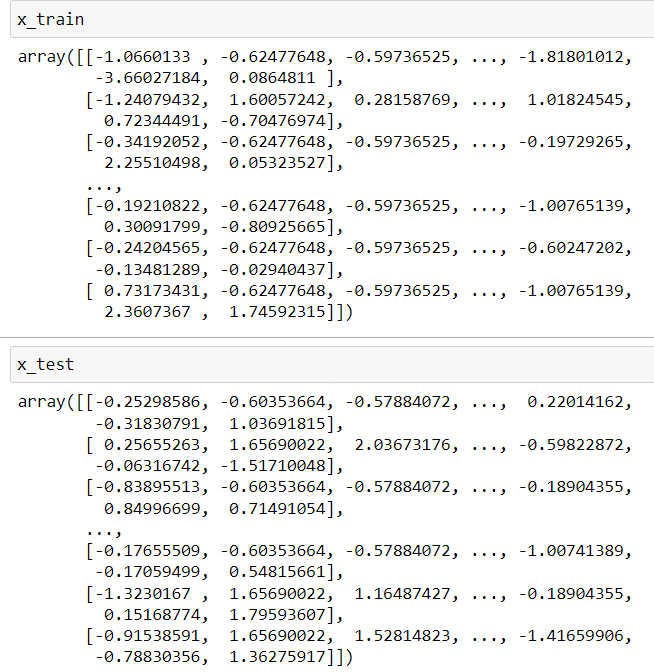 x_train
array([[-1.0660133 , -0.62477648, -0.59736525, ..., -1.81801012,
-3.66027184,  0.0864811 ],
[-1.24079432,  1.60057242,  0.28158769, ...,  1.01824545,
0.72344491, -0.70476974],
[-0.34192052, -0.62477648, -0.59736525, ..., -0.19729265,
2.25510498,  0.05323527],
...,
[-0.19210822, -0.62477648, -0.59736525, ..., -1.00765139,
0.30091799, -0.80925665],
[-0.24204565, -0.62477648, -0.59736525, ..., -0.60247202,
-0.13481289, -0.02940437],
[ 0.73173431, -0.62477648, -0.59736525, ..., -1.00765139,
2.3607367 ,  1.74592315]])
x_test
array([[-0.25298586, -0.60353664, -0.57884072, ...,  0.22014162,
-0.31830791,  1.03691815],
[ 0.25655263,  1.65690022,  2.03673176, ..., -0.59822872,
-0.06316742, -1.51710048],
[-0.83895513, -0.60353664, -0.57884072, ..., -0.18904355,
0.84996699,  0.71491054],
...,
[-0.17655509, -0.60353664, -0.57884072, ..., -1.00741389,
-0.17059499,  0.54815661],
[-1.3230167 ,  1.65690022,  1.16487427, ..., -0.18904355,
0.15168774,  1.79593607],
[-0.91538591,  1.65690022,  1.52814823, ..., -1.41659906,
-0.78830356,  1.36275917]])